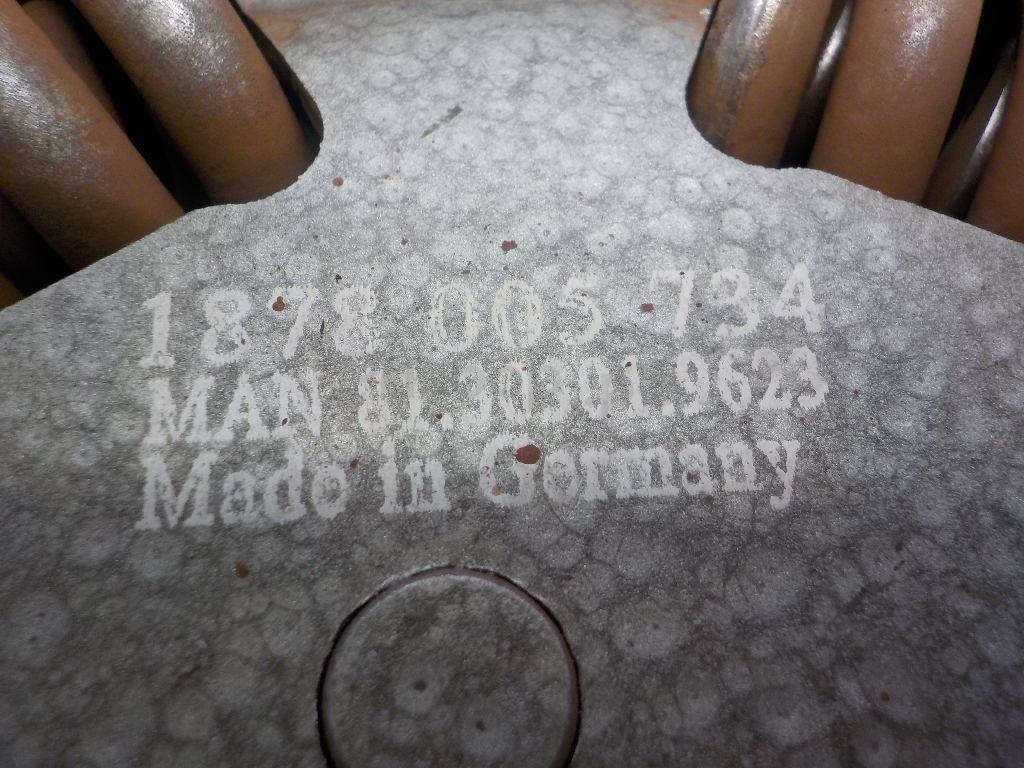 1878 005 734
MAN 81.30301.9623
Made in Germany